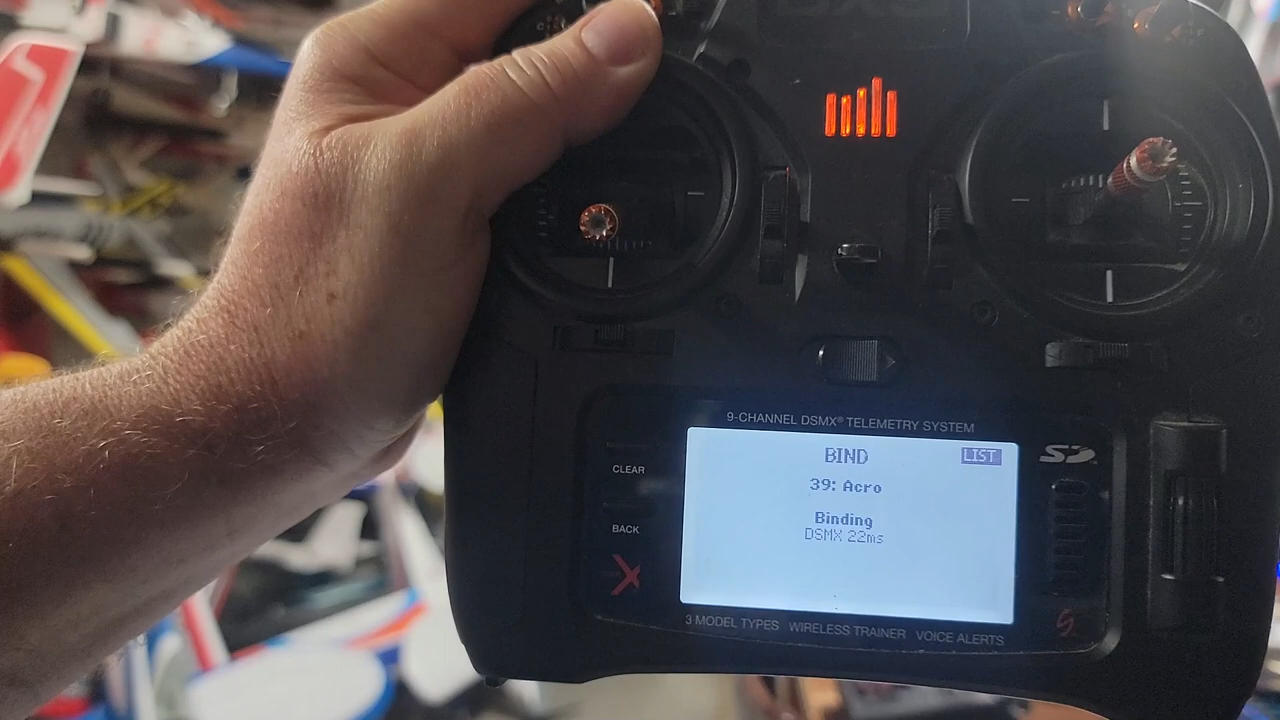 9-CHANNEL DSMX® TELEMETRY SYSTEM
BIND
LIST
39: Acro
Binding
DSMX 22ms
CLEAR
BACK
3 MODEL TYPES WIRELESS TRAINER VOICE ALERTS